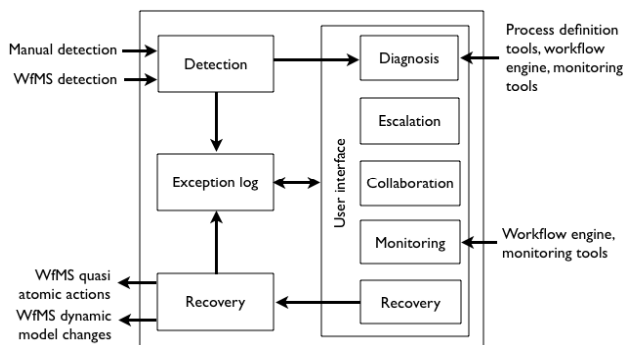 Manual detection
WfMS detection
Detection
Diagnosis
Process definition
tools, workflow
engine, monitoring
tools
Escalation
Exception log
User interface
Collaboration
Monitoring
Workflow engine,
monitoring tools
WfMS quasi
atomic actions
WfMS dynamic
model changes
Recovery
Recovery